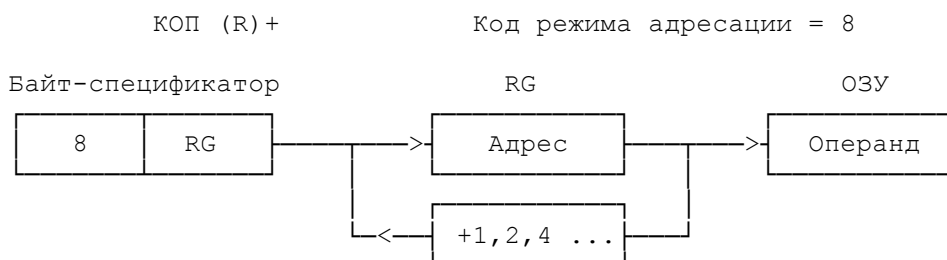 КОП (R)+ Код режима адресации = 8
Байт-спецификатор RG ОЗУ
8 RG > Адрес > Операнд
< +1,2,4 ...